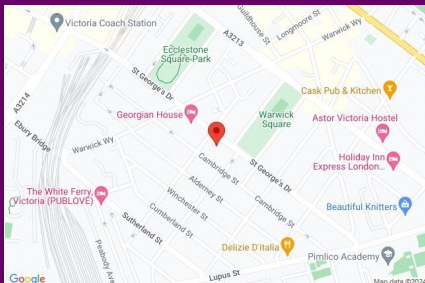 Victoria Coach Station
Guildhouse St
Longmoore St
Warwick Wy
A3213
Eccleston
Square Park
St George's Dr
A3214
Cask Pub & Kitchen
Georgian House
Warwick
Square
Astor Victoria Hostel
Ebury Bridge
Warwick Wy
Holiday Inn
Express London...
Cambridge St
St George's Dr
Alderney St
The White Ferry,
Victoria (PUBLOVE)
Winchester St
Cambridge St
Beautiful Knitters
Cumberland St
Sutherland St
Peabody Ave
Delizie D'italia
Pimlico Academy
Lupus St
Google
Map data ©2024